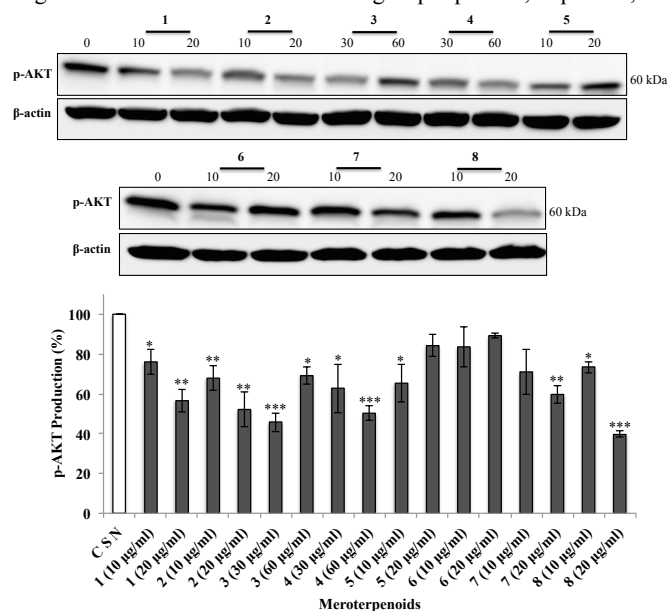 1 2 3 4 5
0 10 20 10 20 30 60 30 60 10 20
p-AKT
60 kDa
β-actin
6 7 8
0 10 20 10 20 10 20
p-AKT
60 kDa
β-actin
p-AKT Production (%)
120
100
80
60
40
20
0
* ** ** ** *** * * *** * ** * ***
C S N
1 (10 µg/ml)
1 (20 µg/ml)
2 (10 µg/ml)
2 (20 µg/ml)
3 (30 µg/ml)
3 (60 µg/ml)
4 (30 µg/ml)
4 (60 µg/ml)
5 (10 µg/ml)
5 (20 µg/ml)
6 (10 µg/ml)
6 (20 µg/ml)
7 (10 µg/ml)
7 (20 µg/ml)
8 (10 µg/ml)
8 (20 µg/ml)
Meroterpenoids